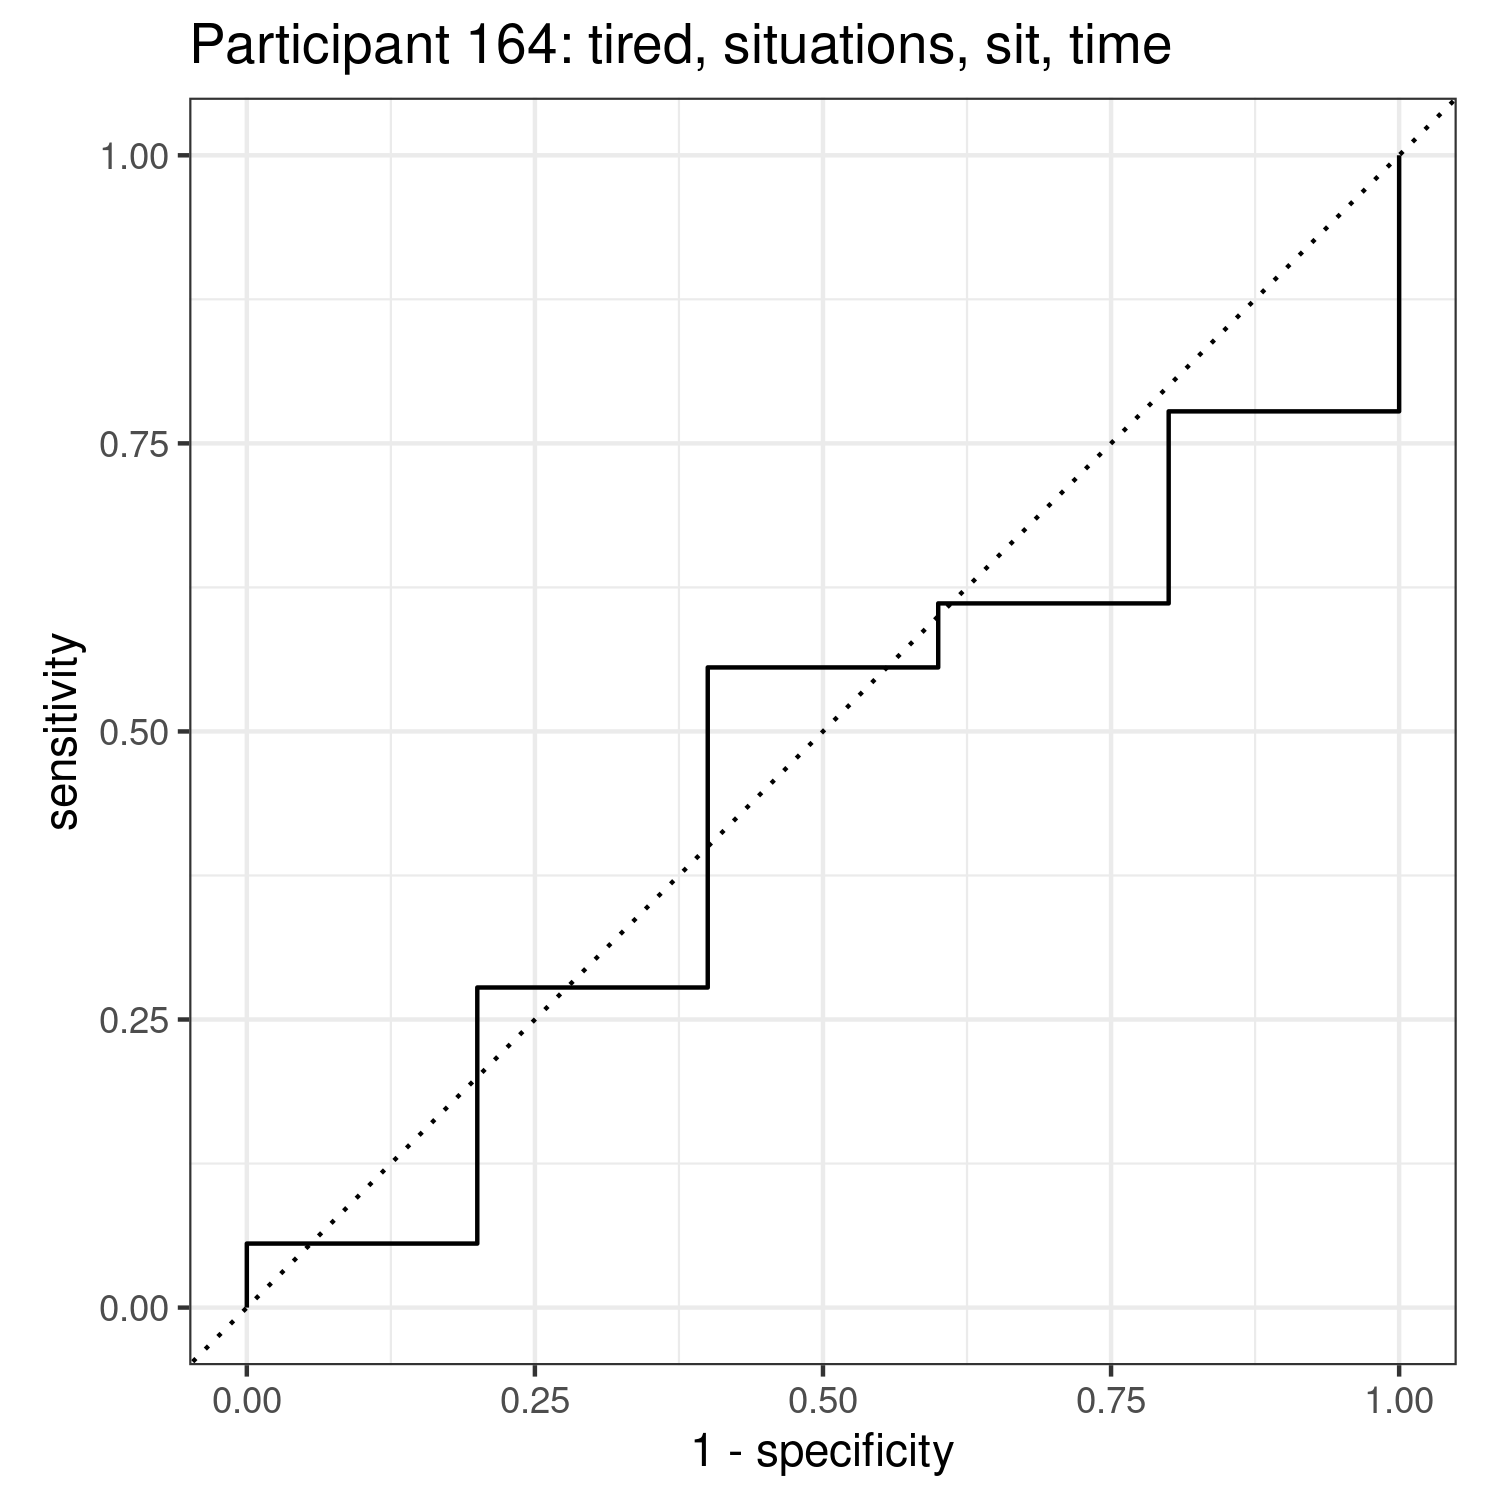 Participant 164: tired, situations, sit, time
1.00
0.75
0.50
0.25
0.00
sensitivity
0.00 0.25 0.50 0.75 1.00
1 - specificity